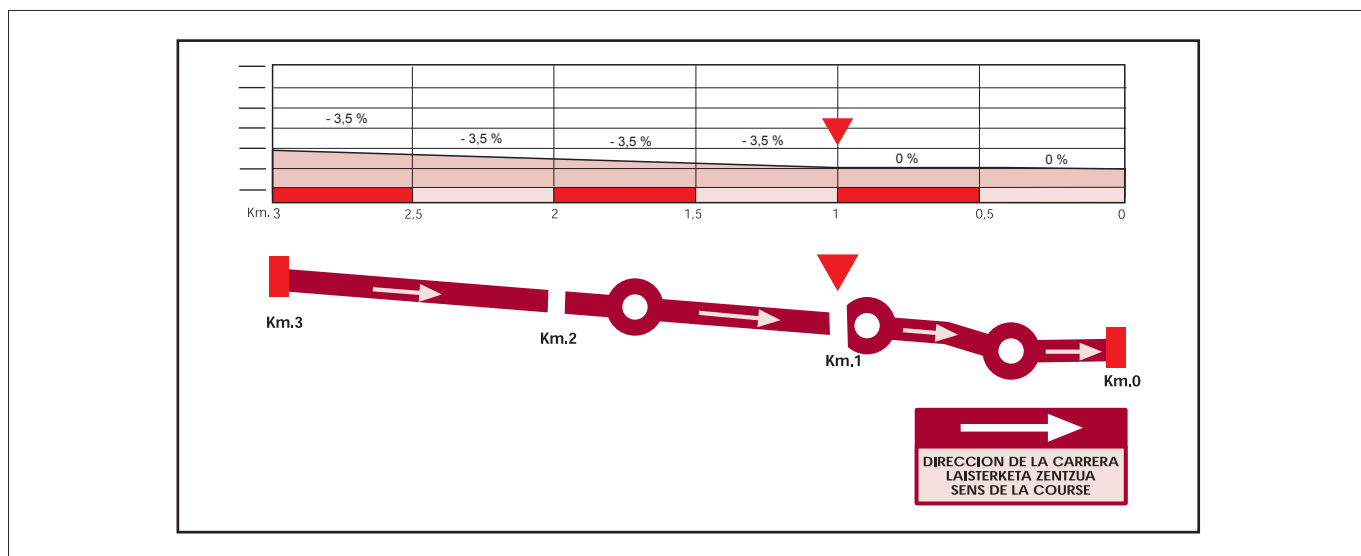 - 3,5 %
- 3,5 %
- 3,5 %
- 3,5 %
0 %
0 %
Km. 3
2,5
2
1,5
1
0,5
0
Km.3
Km.2
Km.1
Km.0
DIRECCION DE LA CARRERA
LAISTERKETA ZENTZUA
SENS DE LA COURSE